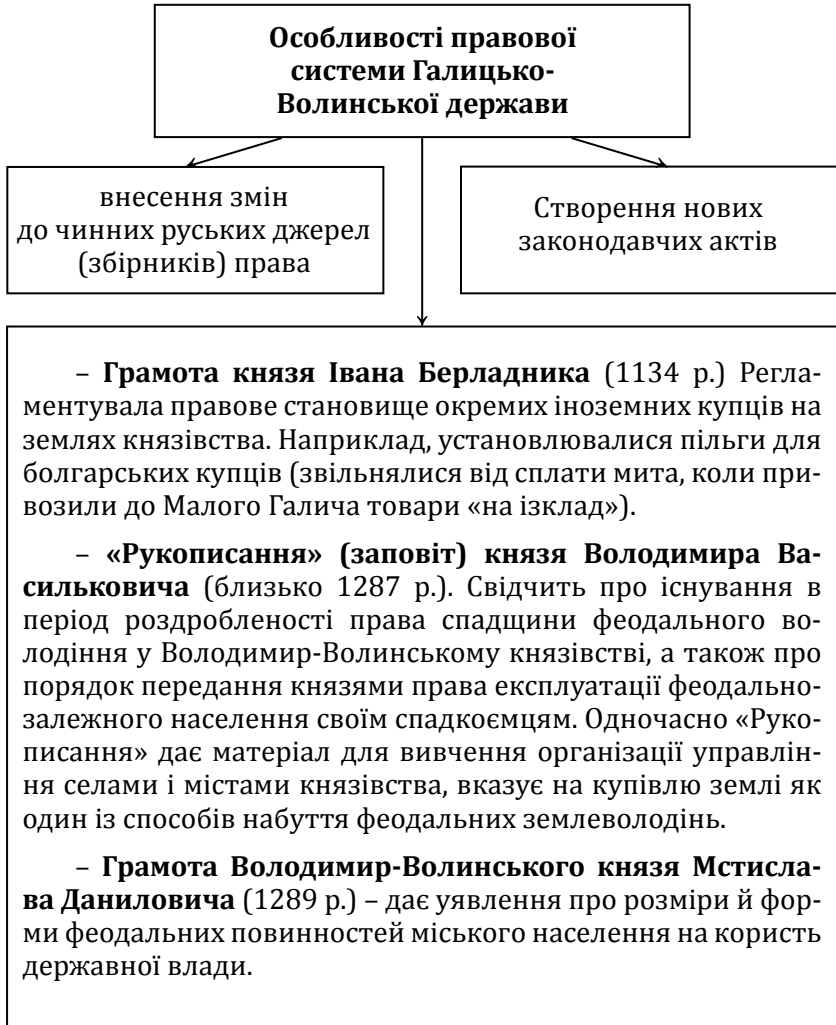 Особливості правової
системи Галицько-
Волинської держави
внесення змін
до чинних руських джерел
(збірників) права
Створення нових
законодавчих актів
– Грамота князя Івана Берладника (1134 р.) Регла-
ментувала правове становище окремих іноземних купців на
землях князівства. Наприклад, установлювалися пільги для
болгарських купців (звільнялися від сплати мита, коли при-
возили до Малого Галича товари «на ізклад»).
– «Рукописання» (заповіт) князя Володимира Ва-
сильковича (близько 1287 р.). Свідчить про існування в
період роздробленості права спадщини феодального во-
лодіння у Володимир-Волинському князівстві, а також про
порядок передання князями права експлуатації феодально-
залежного населення своїм спадкоємцям. Одночасно «Руко-
писання» дає матеріал для вивчення організації управлін-
ня селами і містами князівства, вказує на купівлю землі як
один із способів набуття феодальних землеволодінь.
– Грамота Володимир-Волинського князя Мстисла-
ва Даниловича (1289 р.) – дає уявлення про розміри й фор-
ми феодальних повинностей міського населення на користь
державної влади.